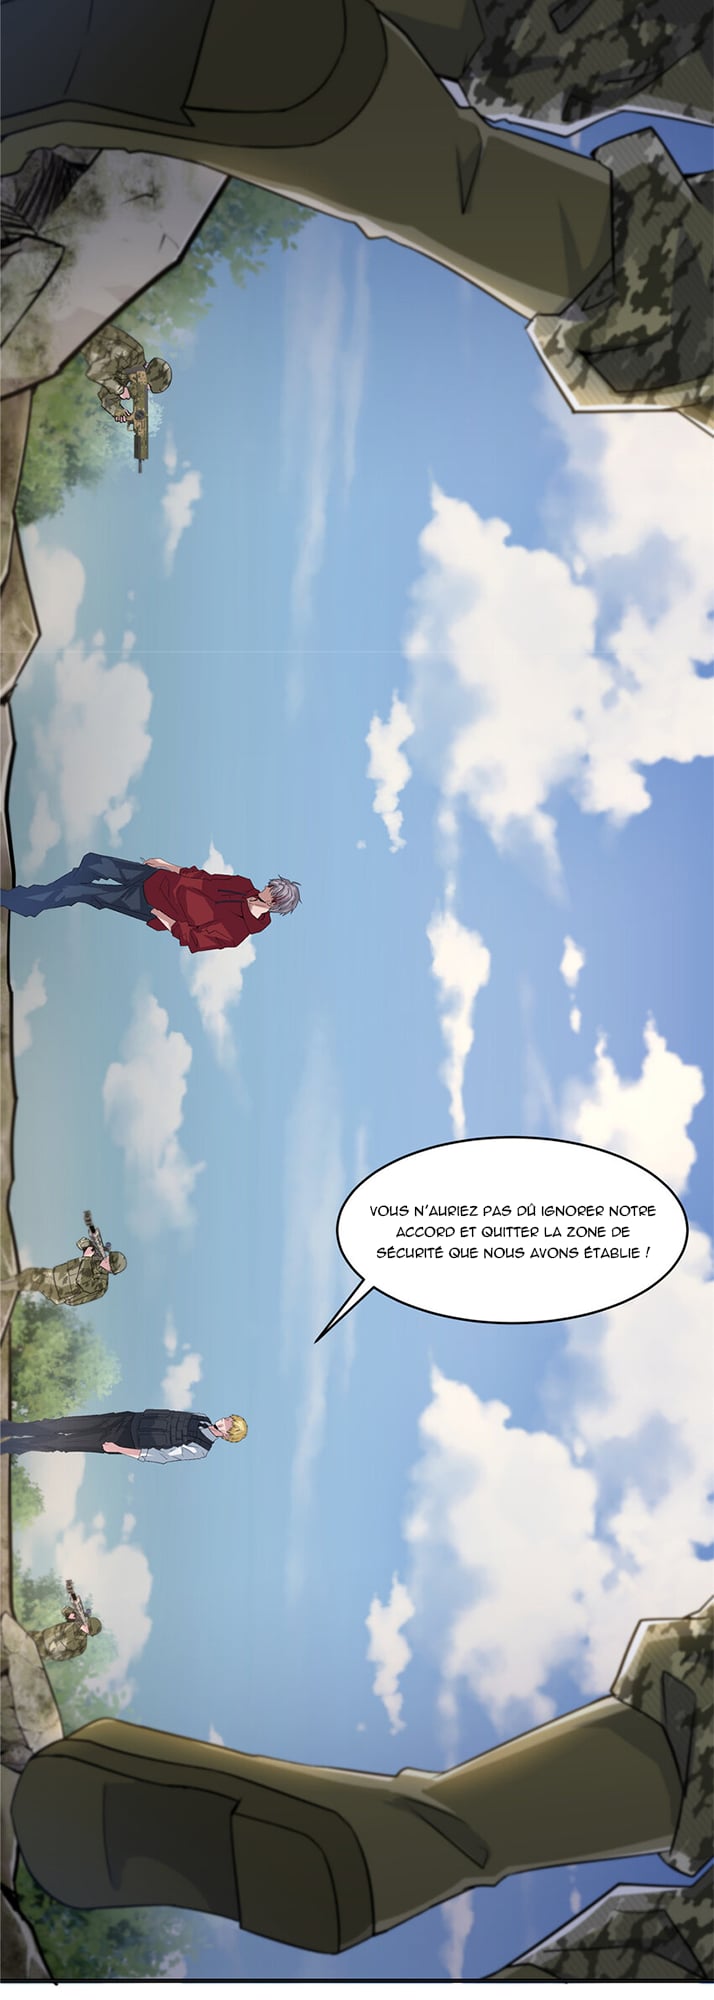 VOUS N'AURIEZ PAS DÛ IGNORER NOTRE
ACCORD ET QUITTER LA ZONE DE
SÉCURITÉ QUE NOUS AVONS ÉTABLIE !